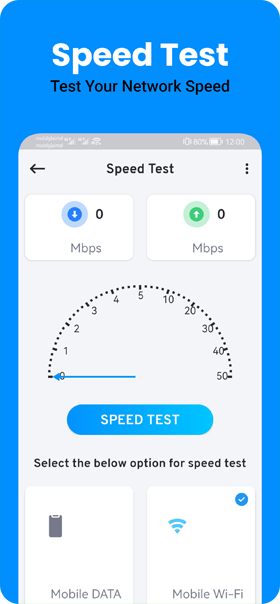 Speed Test
Test Your Network Speed
80% 12:00
Speed Test
0 0
Mbps Mbps
5
4 10
3 20
2 30
1 40
0 50
SPEED TEST
Select the below option for speed test
Mobile DATA Mobile Wi-Fi